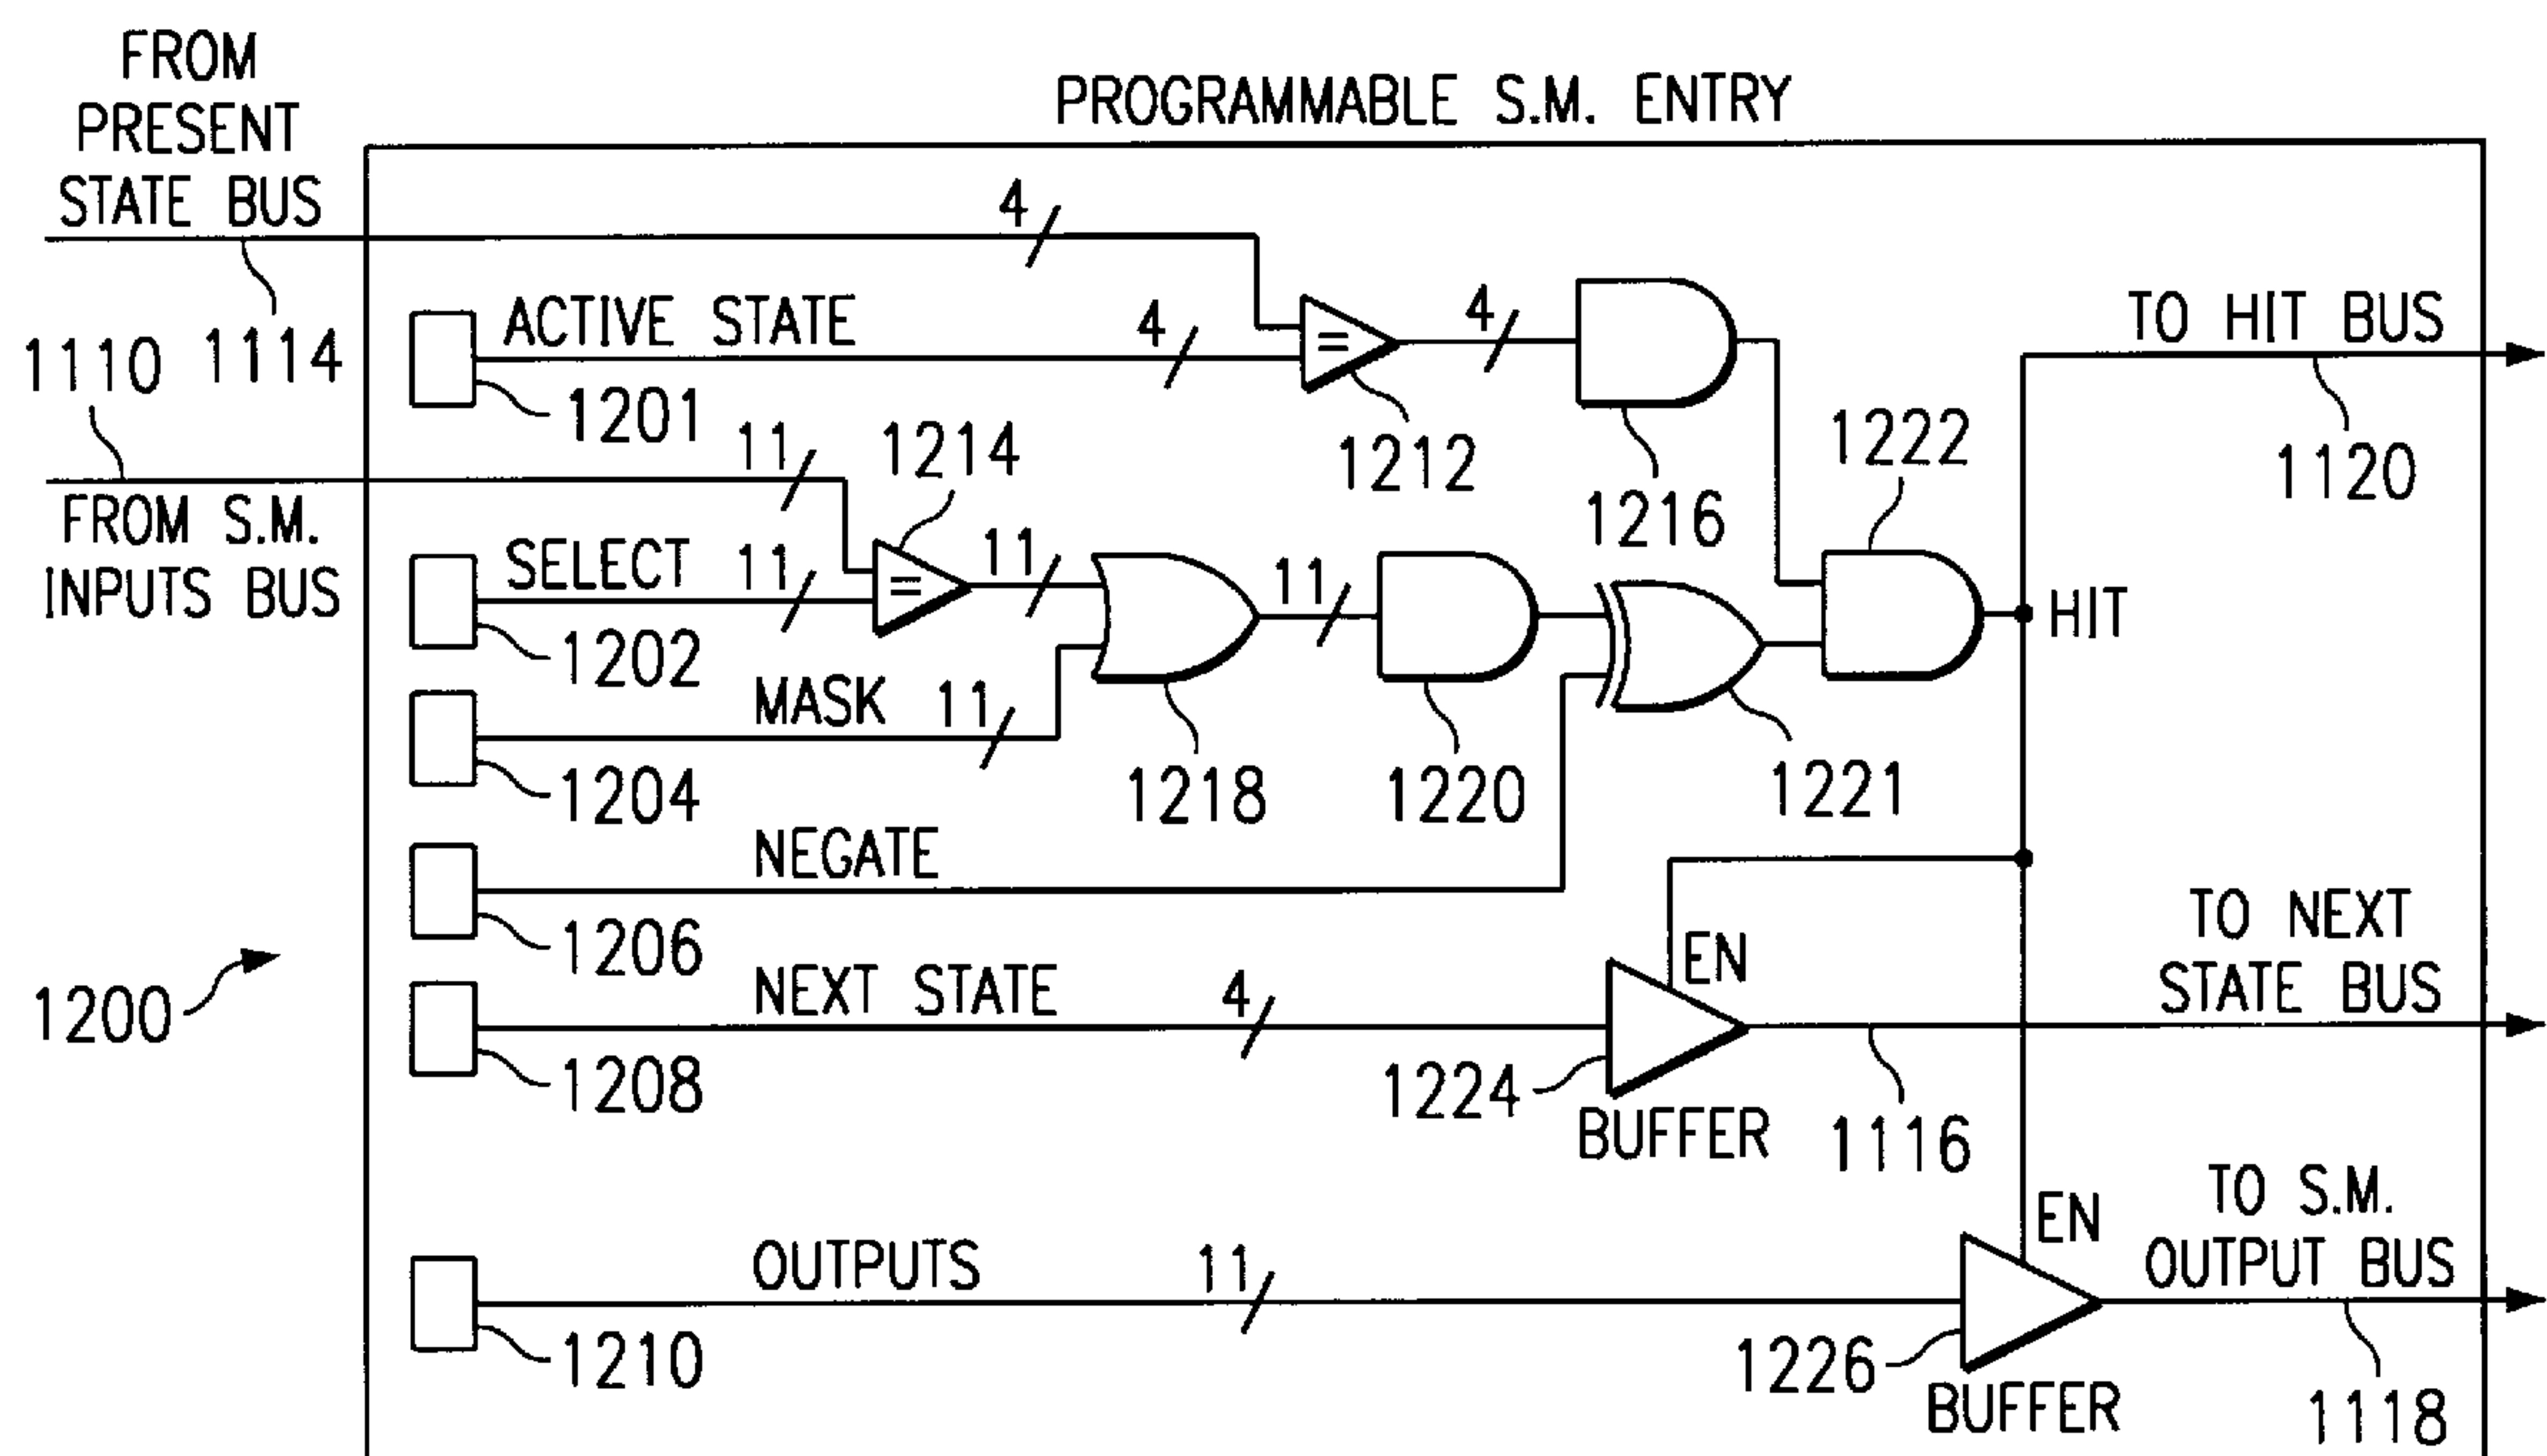 FROM
PRESENT
STATE BUS
PROGRAMMABLE S.M. ENTRY
4
ACTIVE STATE
4
=
4
TO HIT BUS
1110
1114
1201
11
1214
1212
1216
1222
1120
FROM S.M.
INPUTS BUS
SELECT
11
=
11
11
HIT
1202
MASK
11
1204
1218
1220
1221
NEGATE
1206
EN
TO NEXT
STATE BUS
1200
NEXT STATE
4
1208
1224
BUFFER
1116
EN
TO S.M.
OUTPUT BUS
OUTPUTS
11
1210
1226
BUFFER
1118